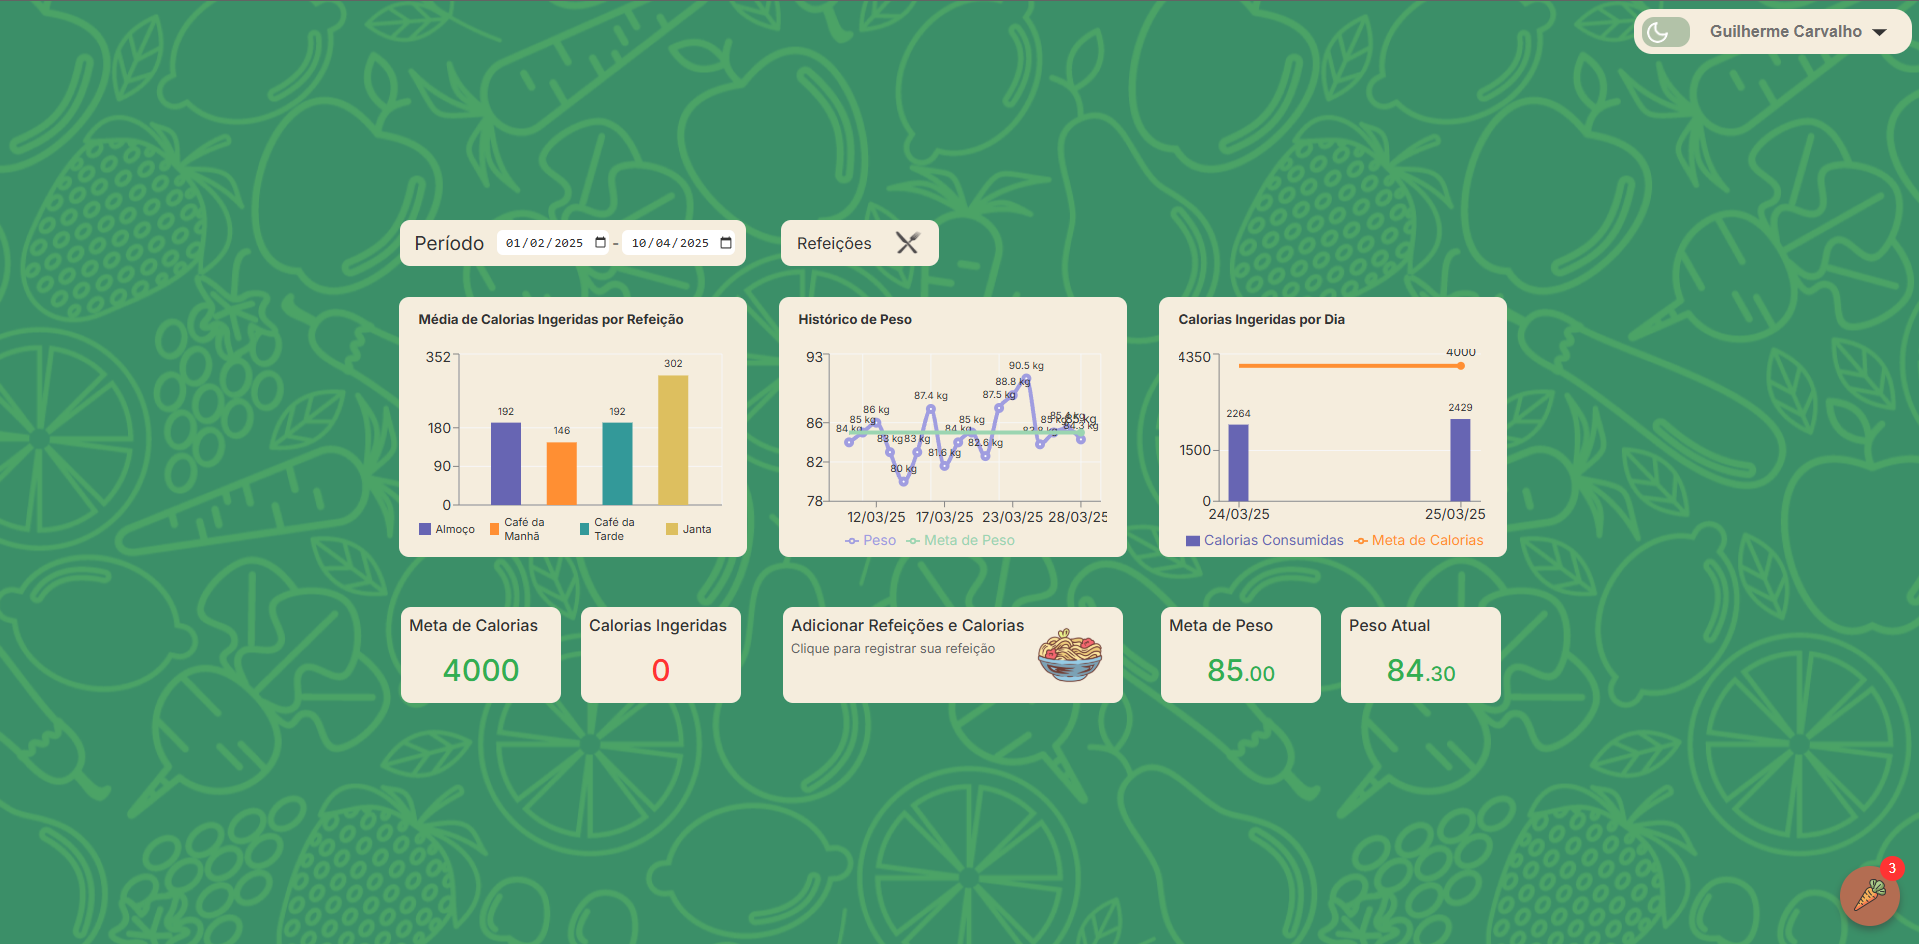 Guilherme Carvalho
Período 01/02/2025 - 10/04/2025
Refeições
Média de Calorias Ingeridas por Refeição
352
180
90
0
192
146
192
302
Almoço
Café da
Manhã
Café da
Tarde
Janta
Histórico de Peso
93
86
82
78
84 kg
85 kg
86 kg
83 kg
80 kg
83 kg
87.4 kg
81.6 kg
84 kg
85 kg
82.6 kg
87.5 kg
88.8 kg
90.5 kg
85 kg
84.3 kg
12/03/25 17/03/25 23/03/25 28/03/25
Peso Meta de Peso
Calorias Ingeridas por Dia
4350
1500
0
4000
2264
2429
24/03/25 25/03/25
Calorias Consumidas Meta de Calorias
Meta de Calorias
4000
Calorias Ingeridas
0
Adicionar Refeições e Calorias
Clique para registrar sua refeição
Meta de Peso
85.00
Peso Atual
84.30
3